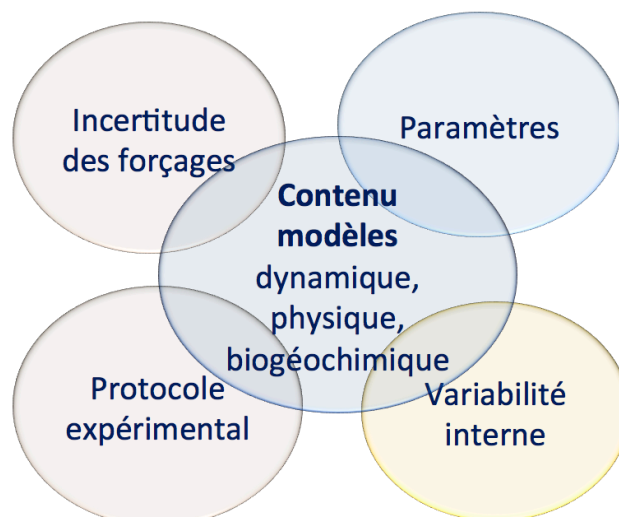 Incertitude
des forçages
Paramètres
Contenu
modèles
dynamique,
physique,
biogéochimique
Protocole
expérimental
Variabilité
interne